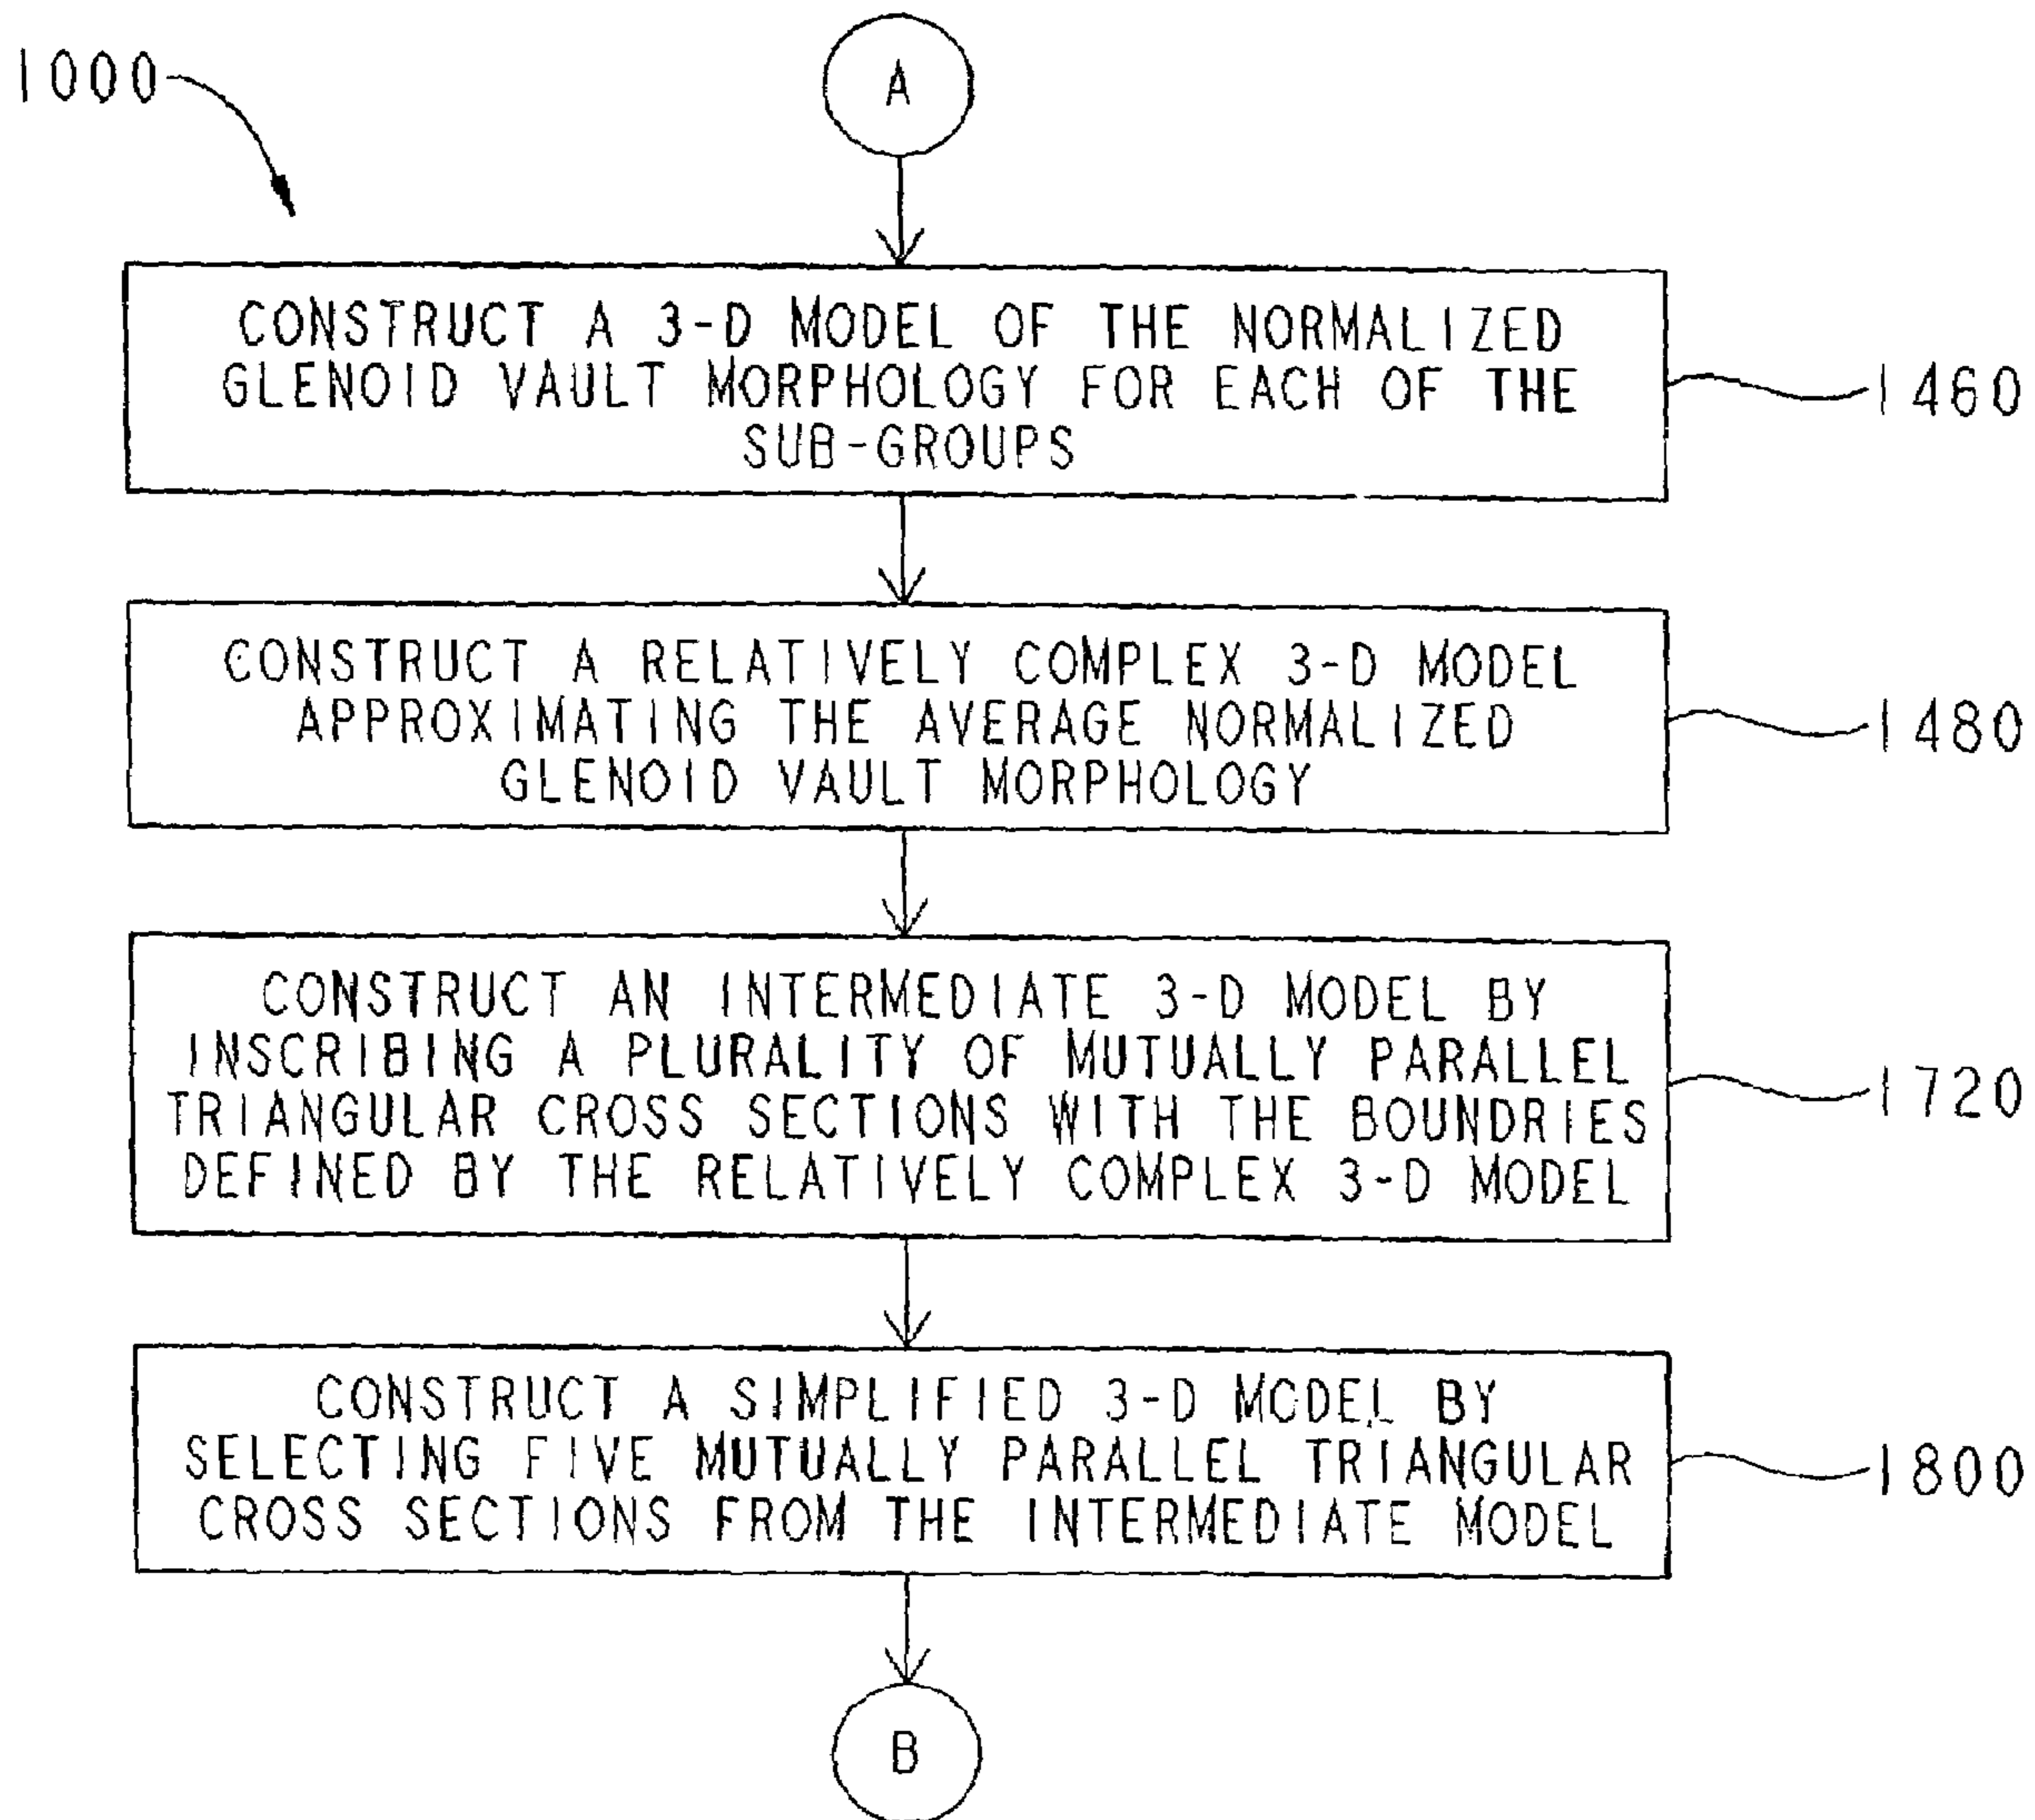 1000
A
CONSTRUCT A 3-D MODEL OF THE NORMALIZED
GLENOID VAULT MORPHOLOGY FOR EACH OF THE
SUB-GROUPS
1460
CONSTRUCT A RELATIVELY COMPLEX 3-D MODEL
APPROXIMATING THE AVERAGE NORMALIZED
GLENOID VAULT MORPHOLOGY
1480
CONSTRUCT AN INTERMEDIATE 3-D MODEL BY
INSCRIBING A PLURALITY OF MUTUALLY PARALLEL
TRIANGULAR CROSS SECTIONS WITH THE BOUNDRIES
DEFINED BY THE RELATIVELY COMPLEX 3-D MODEL
1720
CONSTRUCT A SIMPLIFIED 3-D MODEL BY
SELECTING FIVE MUTUALLY PARALLEL TRIANGULAR
CROSS SECTIONS FROM THE INTERMEDIATE MODEL
1800
B